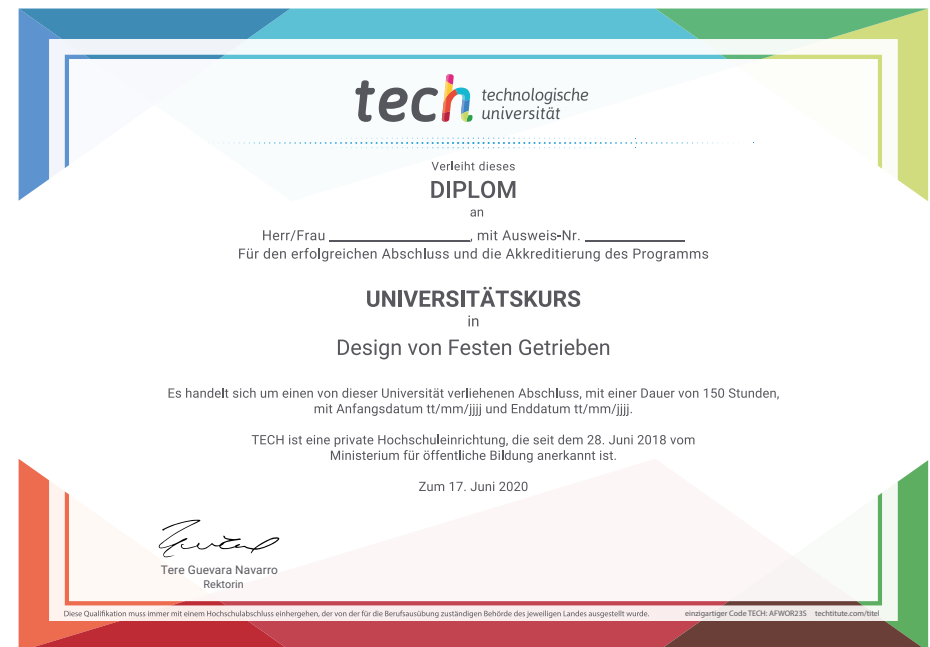 tech technologische
universität
Verleiht dieses
DIPLOM
an
Herr/Frau ____________________, mit Ausweis-Nr. ______________
Für den erfolgreichen Abschluss und die Akkreditierung des Programms
UNIVERSITÄTSKURS
in
Design von Festen Getrieben
Es handelt sich um einen von dieser Universität verliehenen Abschluss, mit einer Dauer von 150 Stunden,
mit Anfangsdatum tt/mm/jjjj und Enddatum tt/mm/jjjj.
TECH ist eine private Hochschuleinrichtung, die seit dem 28. Juni 2018 vom
Ministerium für öffentliche Bildung anerkannt ist.
Zum 17. Juni 2020
Tere Guevara Navarro
Rektorin
Diese Qualifikation muss immer mit einem Hochschulabschluss einhergehen, der von der für die Berufsausübung zuständigen Behörde des jeweiligen Landes ausgestellt wurde. einzigartiger Code TECH: AFWOR23S techtitute.com/titel